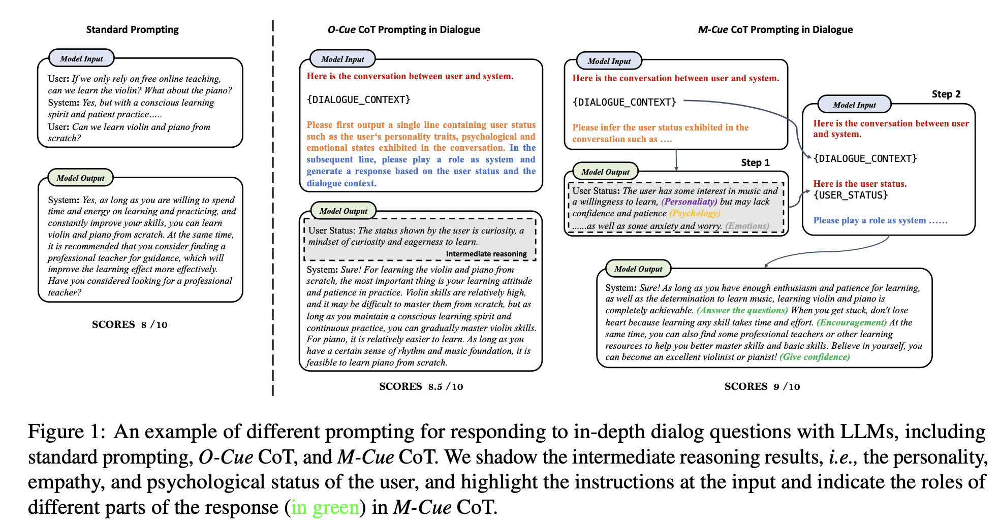 Standard Prompting
Model Input
User: If we only rely on free online teaching,
can we learn the violin? What about the piano?
System: Yes, but with a conscious learning
spirit and patient practice.....
User: Can we learn violin and piano from
scratch?
Model Output
System: Yes, as long as you are willing to spend
time and energy on learning and practicing, and
constantly improve your skills, you can learn
violin and piano from scratch. At the same time,
it is recommended that you consider finding a
professional teacher for guidance, which will
improve the learning effect more effectively.
Have you considered looking for a professional
teacher?
SCORES 8 /10
O-Cue CoT Prompting in Dialogue
Model Input
Here is the conversation between user and system.
{DIALOGUE_CONTEXT}
Please first output a single line containing user status
such as the user‘s personality traits, psychological and
emotional states exhibited in the conversation. In the
subsequent line, please play a role as system and
generate a response based on the user status and the
dialogue context.
Model Output
User Status: The status shown by the user is curiosity, a
mindset of curiosity and eagerness to learn.
Intermediate reasoning
System: Sure! For learning the violin and piano from
scratch, the most important thing is your learning attitude
and patience in practice. Violin skills are relatively high,
and it may be difficult to master them from scratch, but as
long as you maintain a conscious learning spirit and
continuous practice, you can gradually master violin skills.
For piano, it is relatively easier to learn. As long as you
have a certain sense of rhythm and music foundation, it is
feasible to learn piano from scratch.
SCORES 8.5 /10
M-Cue CoT Prompting in Dialogue
Model Input
Here is the conversation between user and system.
{DIALOGUE_CONTEXT}
Please infer the user status exhibited in the
conversation such as ….
Step 1
Model Output
User Status: The user has some interest in music and
a willingness to learn, (Personaliaty) but may lack
confidence and patience (Psychology)
......as well as some anxiety and worry. (Emotions)
Step 2
Model Input
Here is the conversation between user
and system.
{DIALOGUE_CONTEXT}
Here is the user status.
{USER_STATUS}
Please play a role as system ……
Model Output
System: Sure! As long as you have enough enthusiasm and patience for learning,
as well as the determination to learn music, learning violin and piano is
completely achievable. (Answer the questions) When you get stuck, don't lose
heart because learning any skill takes time and effort. (Encouragement) At the
same time, you can also find some professional teachers or other learning
resources to help you better master skills and basic skills. Believe in yourself, you
can become an excellent violinist or pianist! (Give confidence)
SCORES 9 /10
Figure 1: An example of different prompting for responding to in-depth dialog questions with LLMs, including
standard prompting, O-Cue CoT, and M-Cue CoT. We shadow the intermediate reasoning results, i.e., the personality,
empathy, and psychological status of the user, and highlight the instructions at the input and indicate the roles of
different parts of the response (in green) in M-Cue CoT.